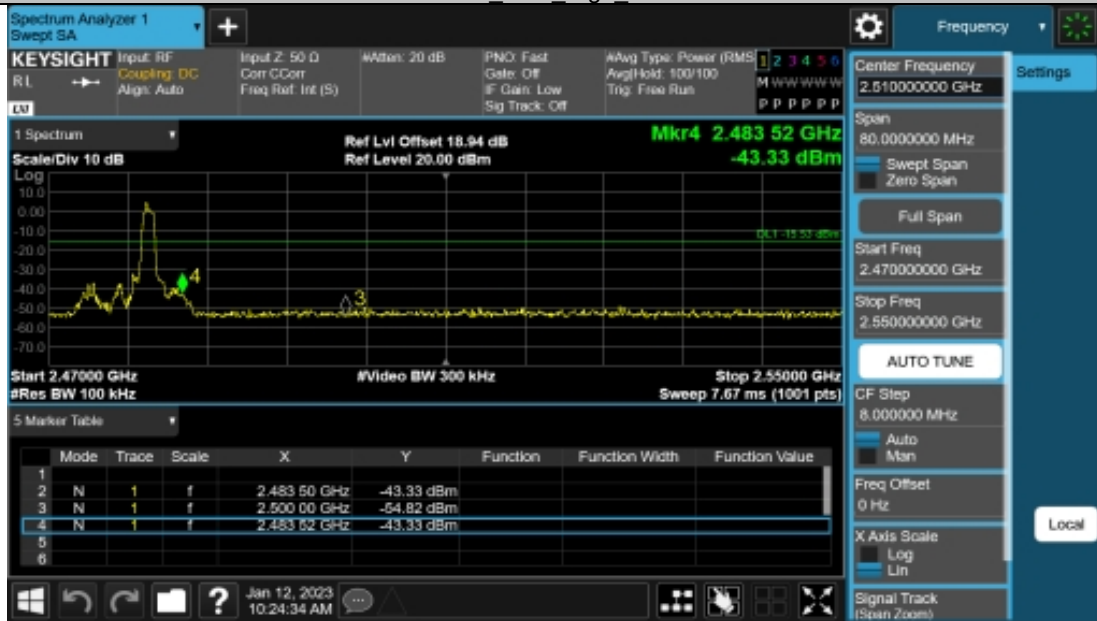 Spectrum Analyzer 1
Swept SA
Frequency
KEYSIGHT
RL
LXI
Input: RF
Coupling: DC
Align: Auto
Input Z: 50 Ω
Corr CCorr
Freq Ref: Int (S)
#Atten: 20 dB
PNO: Fast
Gate: Off
IF Gain: Low
Sig Track: Off
#Avg Type: Power (RMS
Avg|Hold: 100/100
Trig: Free Run
1 2 3 4 5 6
M W W W W W
P P P P P P
1 Spectrum
Scale/Div 10 dB
Ref Lvl Offset 18.94 dB
Ref Level 20.00 dBm
Mkr4 2.483 52 GHz
-43.33 dBm
Log
10.0
0.00
-10.0
-20.0
-30.0
-40.0
-50.0
-60.0
-70.0
DL1 -15.53 dBm
4
3
Start 2.47000 GHz
#Res BW 100 kHz
#Video BW 300 kHz
Stop 2.55000 GHz
Sweep 7.67 ms (1001 pts)
5 Marker Table
Mode Trace Scale X Y Function Function Width Function Value
1
2 N 1 f 2.483 50 GHz -43.33 dBm
3 N 1 f 2.500 00 GHz -54.82 dBm
4 N 1 f 2.483 52 GHz -43.33 dBm
5
6
Jan 12, 2023
10:24:34 AM
Center Frequency
2.510000000 GHz
Settings
Span
80.0000000 MHz
Swept Span
Zero Span
Full Span
Start Freq
2.470000000 GHz
Stop Freq
2.550000000 GHz
AUTO TUNE
CF Step
8.000000 MHz
Auto
Man
Freq Offset
0 Hz
Local
X Axis Scale
Log
Lin
Signal Track
(Span Zoom)